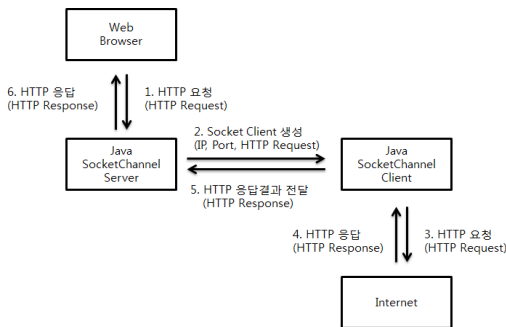 Web
Browser
6. HTTP 응답
(HTTP Response)
1. HTTP 요청
(HTTP Request)
Java
SocketChannel
Server
2. Socket Client 생성
(IP, Port, HTTP Request)
5. HTTP 응답결과 전달
(HTTP Response)
Java
SocketChannel
Client
4. HTTP 응답
(HTTP Response)
3. HTTP 요청
(HTTP Request)
Internet